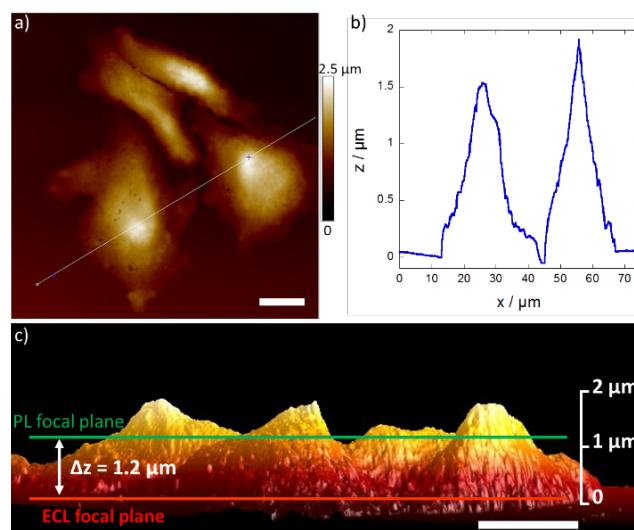 a)
2.5 µm
0
b)
2
1.5
1
0.5
0
z / µm
0 10 20 30 40 50 60 70
x / µm
c)
PL focal plane
Δz = 1.2 µm
ECL focal plane
2 µm
1 µm
0